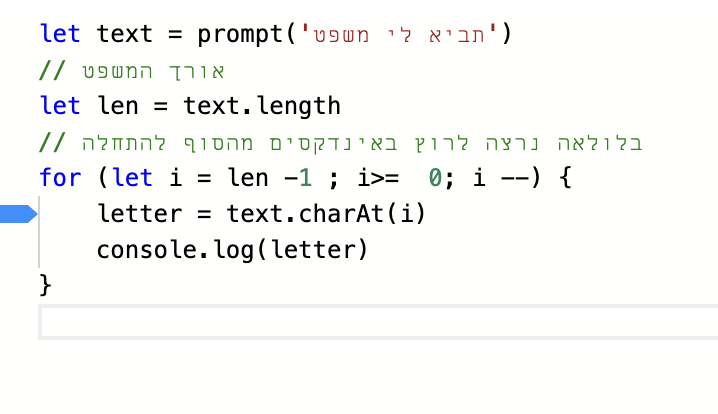 let text = prompt('תביא לי משפט')
// אורך המשפט
let len = text.length
// בלולאה נרצה לרוץ באינדקסים מהסוף להתחלה
for (let i = len -1 ; i>=  0; i --) {
    letter = text.charAt(i)
    console.log(letter)
}